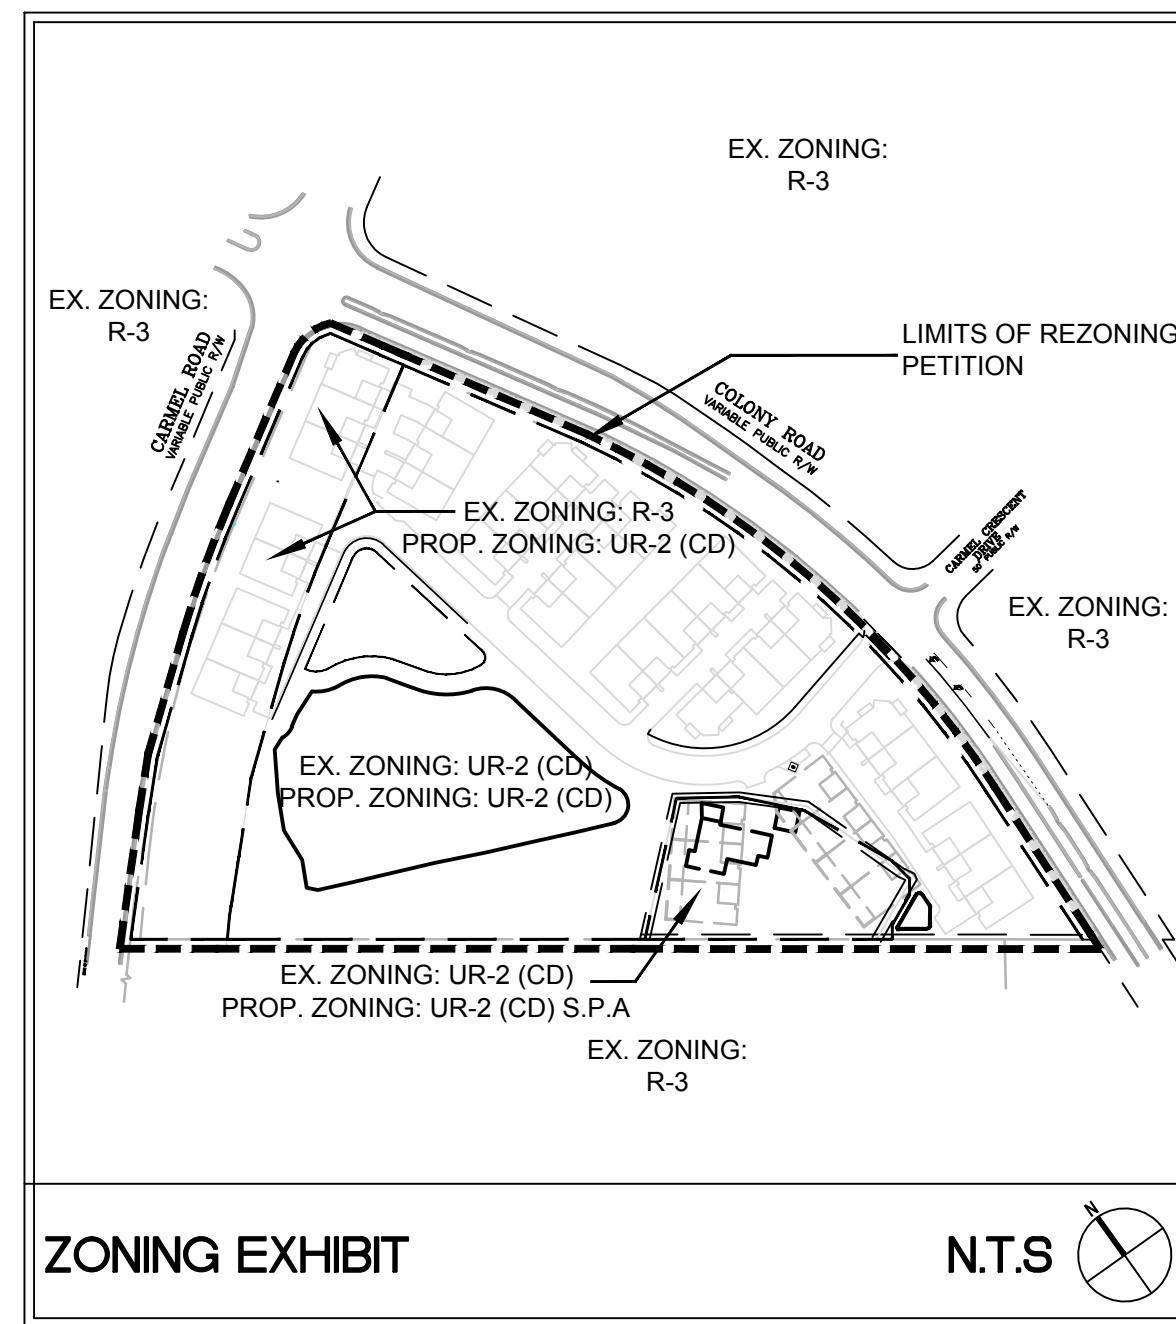 EX. ZONING:
R-3
EX. ZONING:
R-3
CARMEL ROAD
VARIABLE PUBLIC R/W
LIMITS OF REZONING
PETITION
COLONY ROAD
VARIABLE PUBLIC R/W
CARMEL CRESCENT
DRIVE
50' PUBLIC R/W
EX. ZONING: R-3
PROP. ZONING: UR-2 (CD)
EX. ZONING:
R-3
EX. ZONING: UR-2 (CD)
PROP. ZONING: UR-2 (CD)
EX. ZONING: UR-2 (CD)
PROP. ZONING: UR-2 (CD) S.P.A
EX. ZONING:
R-3
ZONING EXHIBIT
N.T.S
N